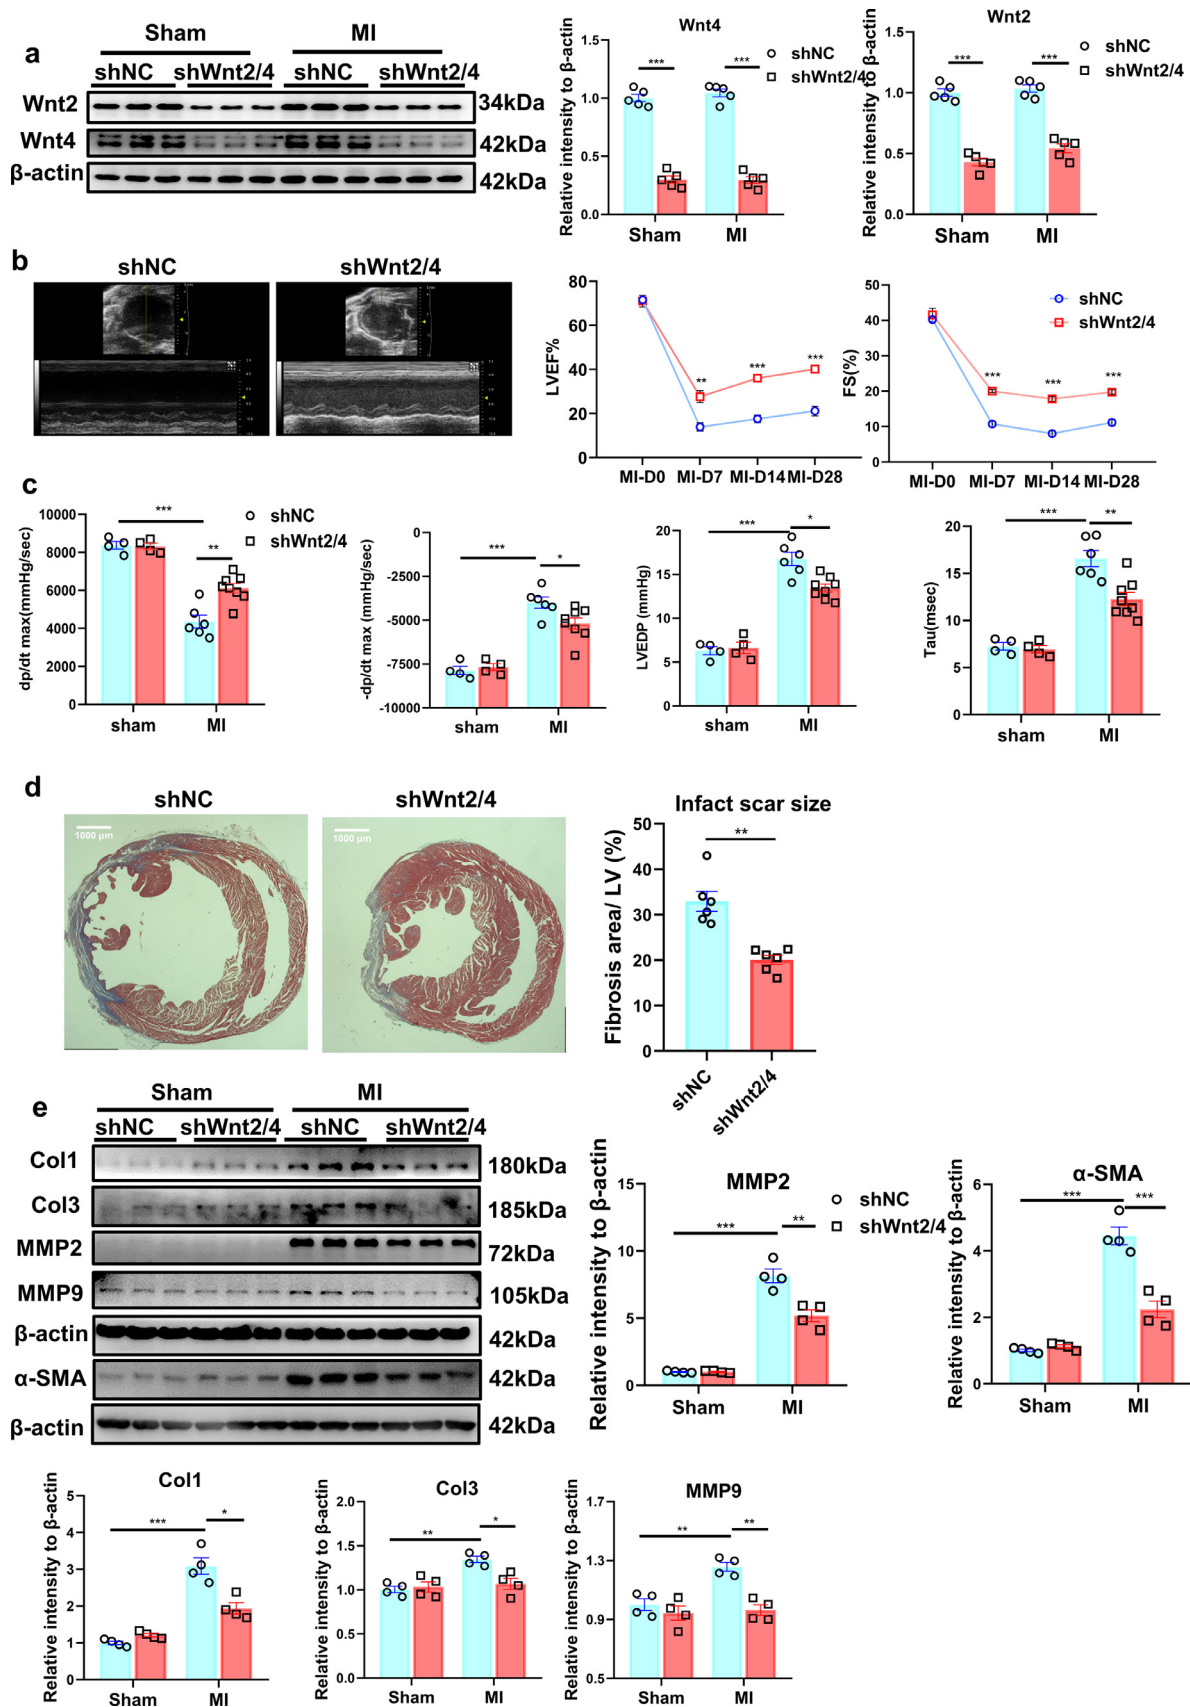 a
Sham MI
shNC shWnt2/4 shNC shWnt2/4
Wnt2 34kDa
Wnt4 42kDa
β-actin 42kDa
Wnt4
Relative intensity to β-actin
1.5
1.0
0.5
0.0
*** ***
Sham MI
shNC
shWnt2/4
Wnt2
Relative intensity to β-actin
1.5
1.0
0.5
0.0
*** ***
Sham MI
shNC
shWnt2/4
b
shNC shWnt2/4
LVEF%
80
60
40
20
0
** *** ***
MI-D0 MI-D7 MI-D14 MI-D28
FS(%)
50
40
30
20
10
0
*** *** ***
MI-D0 MI-D7 MI-D14 MI-D28
shNC
shWnt2/4
c
dp/dt max(mmHg/sec)
10000
8000
6000
4000
2000
0
*** **
sham MI
shNC
shWnt2/4
-dp/dt max (mmHg/sec)
0
-2500
-5000
-7500
-10000
*** *
sham MI
LVEDP (mmHg)
20
15
10
5
0
*** *
sham MI
Tau(msec)
20
15
10
5
0
*** **
sham MI
d
shNC shWnt2/4
1000 μm 1000 μm
Infact scar size
Fibrosis area/ LV (%)
50
40
30
20
10
0
**
shNC shWnt2/4
e
Sham MI
shNC shWnt2/4 shNC shWnt2/4
Col1 180kDa
Col3 185kDa
MMP2 72kDa
MMP9 105kDa
β-actin 42kDa
α-SMA 42kDa
β-actin 42kDa
MMP2
Relative intensity to β-actin
15
10
5
0
*** **
Sham MI
shNC
shWnt2/4
α-SMA
Relative intensity to β-actin
6
4
2
0
*** ***
Sham MI
Col1
Relative intensity to β-actin
5
4
3
2
1
0
*** *
Sham MI
Col3
Relative intensity to β-actin
2.0
1.5
1.0
0.5
0.0
** *
Sham MI
MMP9
Relative intensity to β-actin
1.7
1.3
0.9
0.5
** **
Sham MI